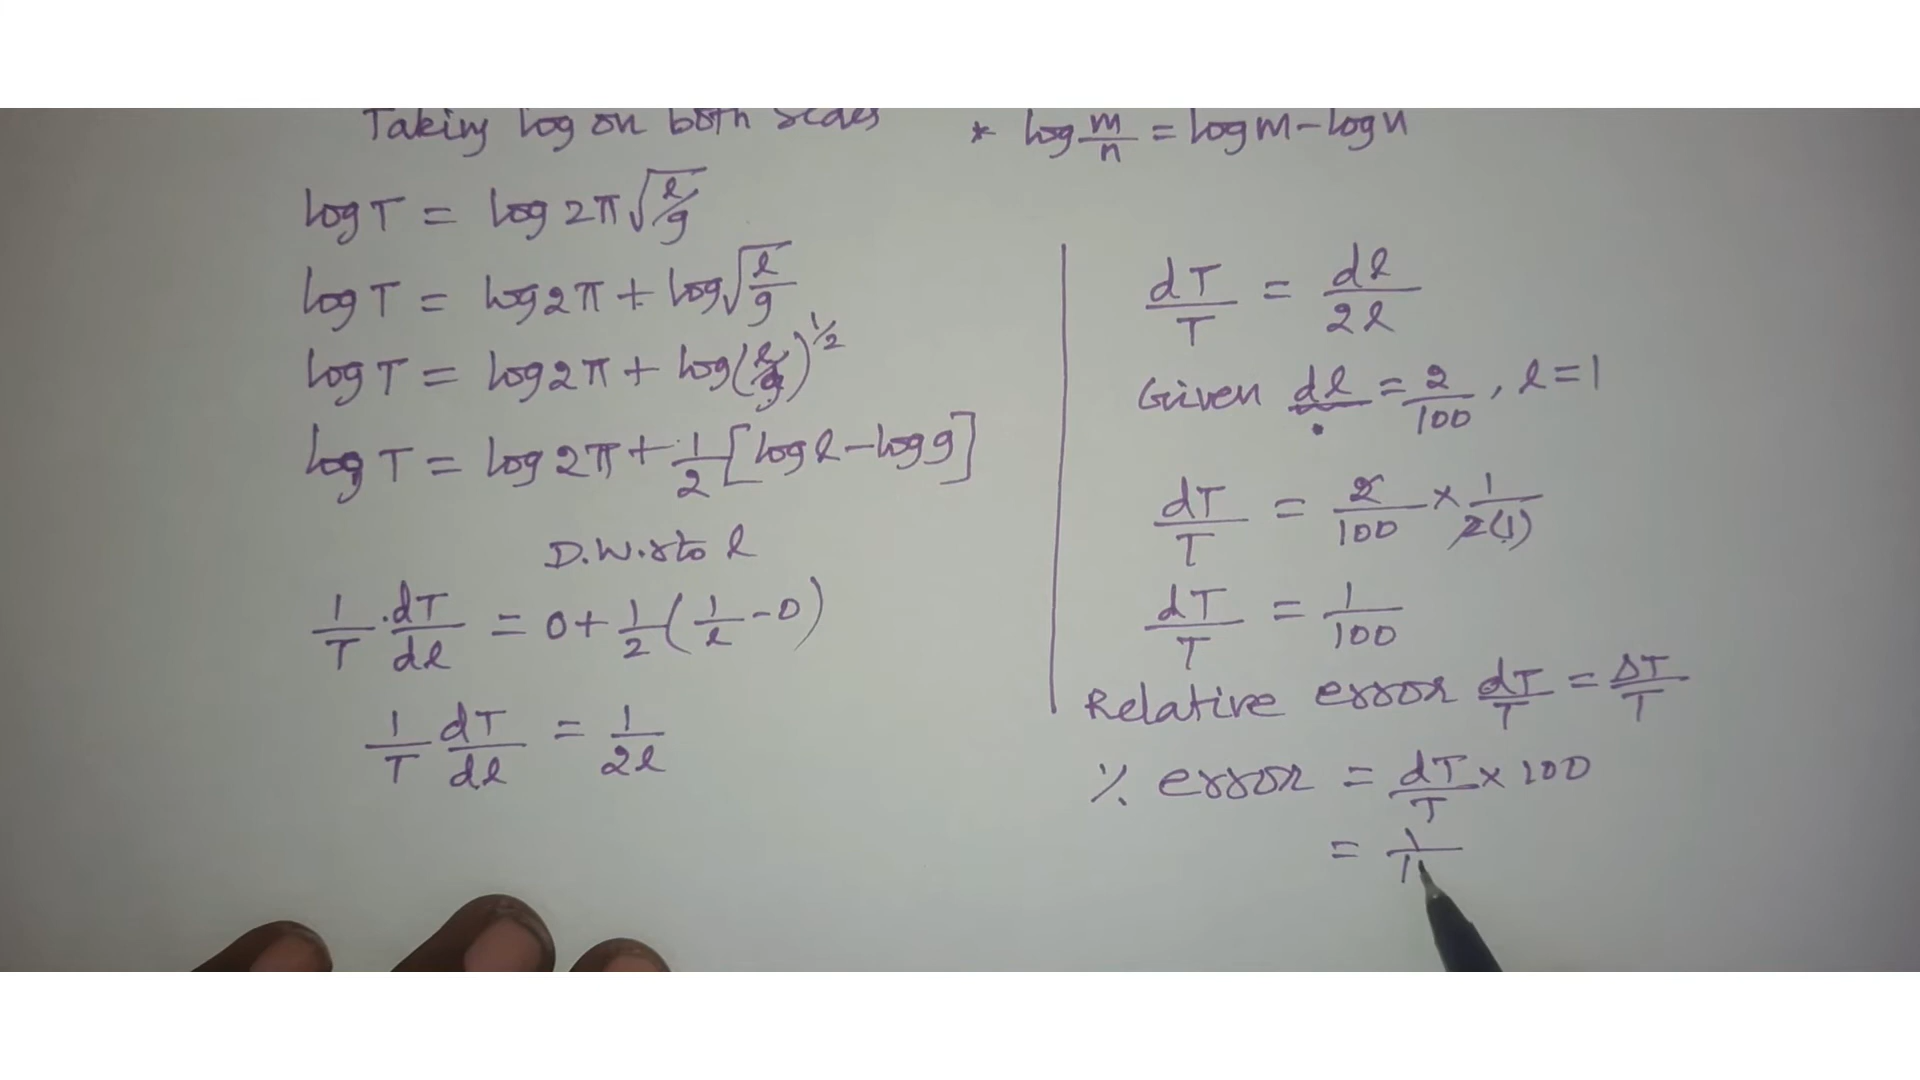 Taking log on both sides
* log m/n = log m - log n
log T = log 2π √(l/g)
log T = log 2π + log √(l/g)
log T = log 2π + log (l/g)^1/2
log T = log 2π + 1/2 [log l - log g]
D.W.r to l
1/T . dT/dl = 0 + 1/2 (1/l - 0)
1/T dT/dl = 1/2l
dT/T = dl/2l
Given dl = 2/100, l = 1
dT/T = 2/100 × 1/2(1)
dT/T = 1/100
Relative error dT/T = ΔT/T
% error = dT/T × 100
= 1/1